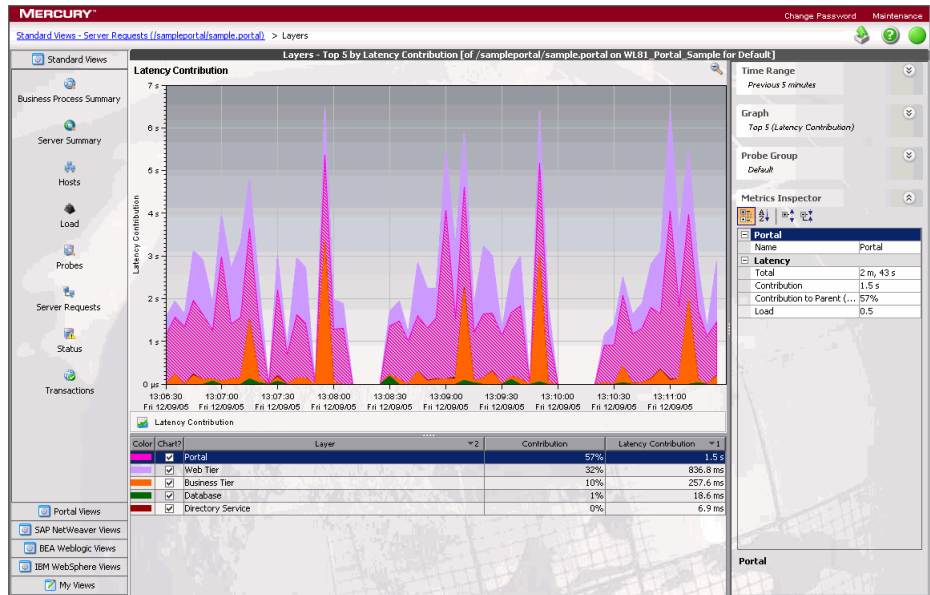 MERCURY™
Change Password Maintenance
Standard Views - Server Requests (/sampleportal/sample.portal) > Layers
Standard Views
Business Process Summary
Server Summary
Hosts
Load
Probes
Server Requests
Status
Transactions
Portal Views
SAP NetWeaver Views
BEA Weblogic Views
IBM WebSphere Views
My Views
Layers - Top 5 by Latency Contribution [of /sampleportal/sample.portal on WL81_Portal_Sample for Default]
Latency Contribution
7 s
6 s
5 s
4 s
3 s
2 s
1 s
0 µs
Latency Contribution
13:06:30 13:07:00 13:07:30 13:08:00 13:08:30 13:09:00 13:09:30 13:10:00 13:10:30 13:11:00
Fri 12/09/05 Fri 12/09/05 Fri 12/09/05 Fri 12/09/05 Fri 12/09/05 Fri 12/09/05 Fri 12/09/05 Fri 12/09/05 Fri 12/09/05 Fri 12/09/05
Latency Contribution
Color Chart? Layer 2 Contribution Latency Contribution 1
Portal 57% 1.5 s
Web Tier 32% 836.8 ms
Business Tier 10% 257.6 ms
Database 1% 18.6 ms
Directory Service 0% 6.9 ms
Time Range
Previous 5 minutes
Graph
Top 5 (Latency Contribution)
Probe Group
Default
Metrics Inspector
Portal
Name Portal
Latency
Total 2 m, 43 s
Contribution 1.5 s
Contribution to Parent (... 57%
Load 0.5
Portal